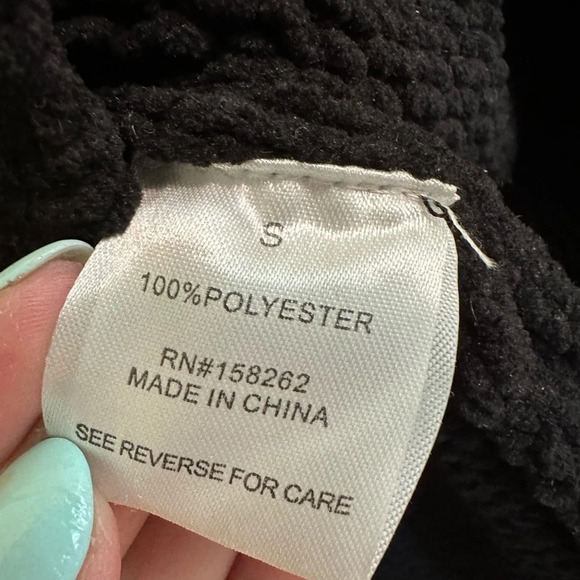 S
100%POLYESTER
RN#158262
MADE IN CHINA
SEE REVERSE FOR CARE